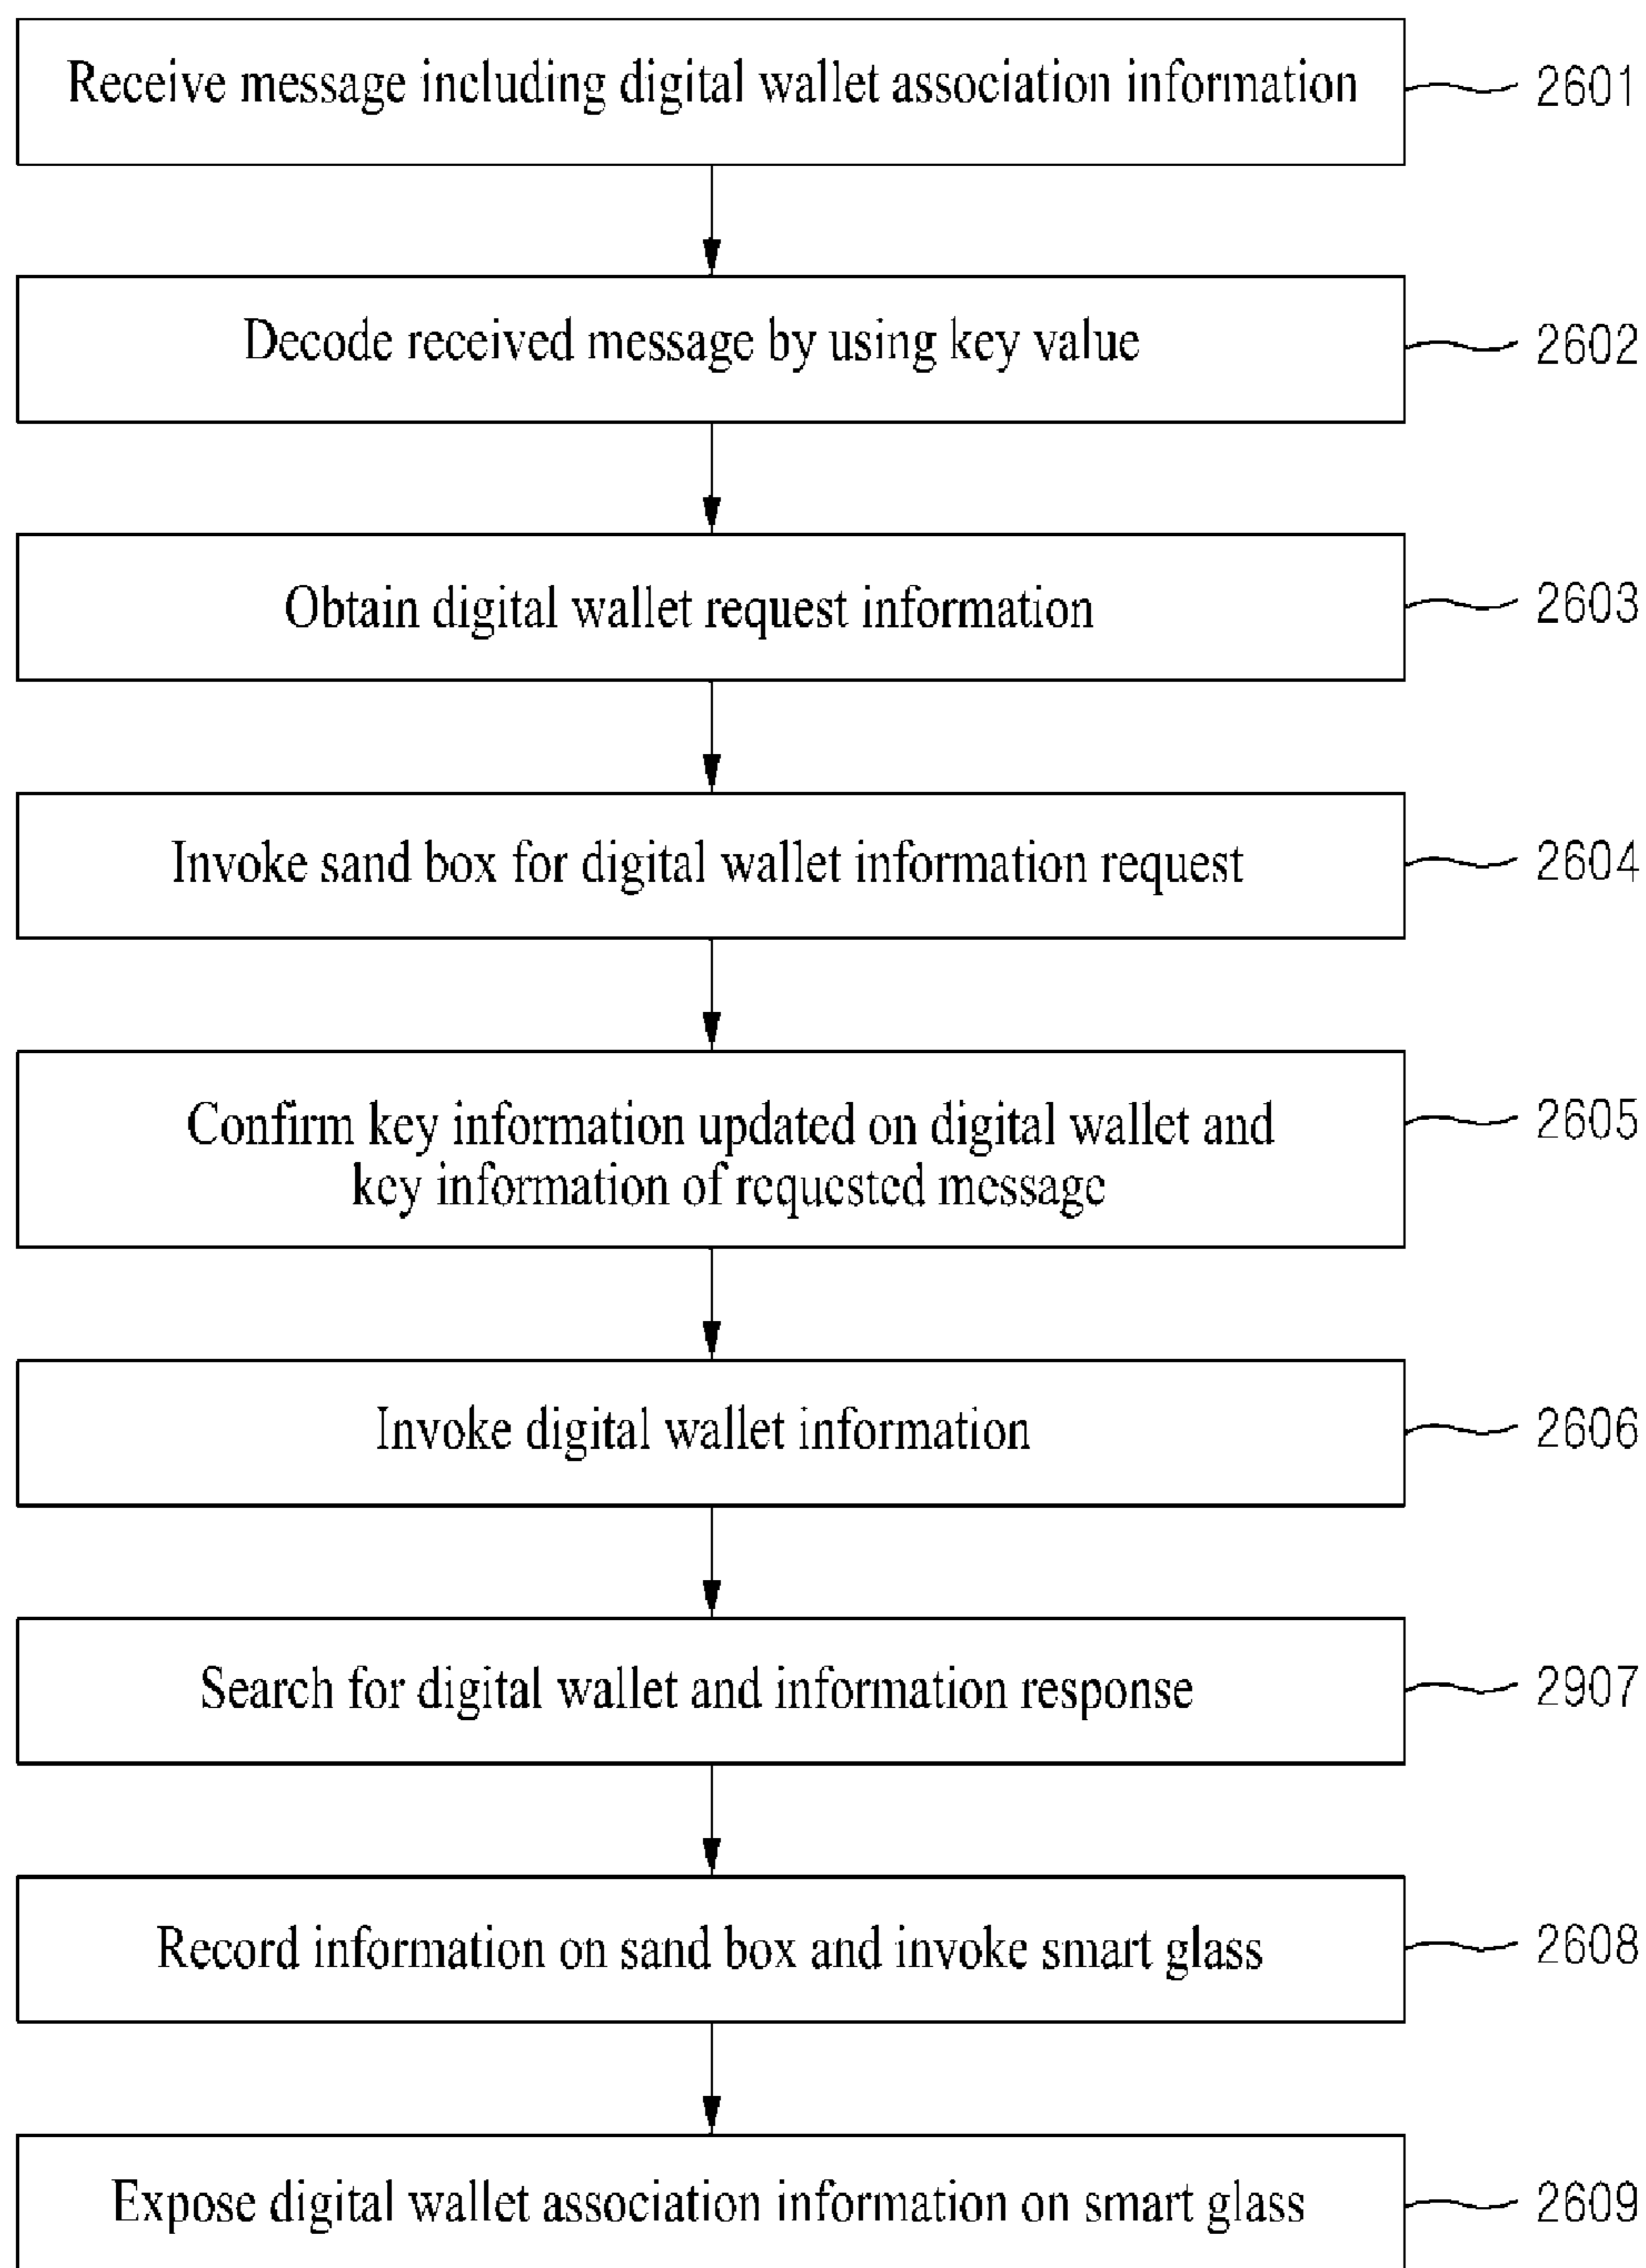 Receive message including digital wallet association information 2601
Decode received message by using key value 2602
Obtain digital wallet request information 2603
Invoke sand box for digital wallet information request 2604
Confirm key information updated on digital wallet and 2605
key information of requested message
Invoke digital wallet information 2606
Search for digital wallet and information response 2907
Record information on sand box and invoke smart glass 2608
Expose digital wallet association information on smart glass 2609